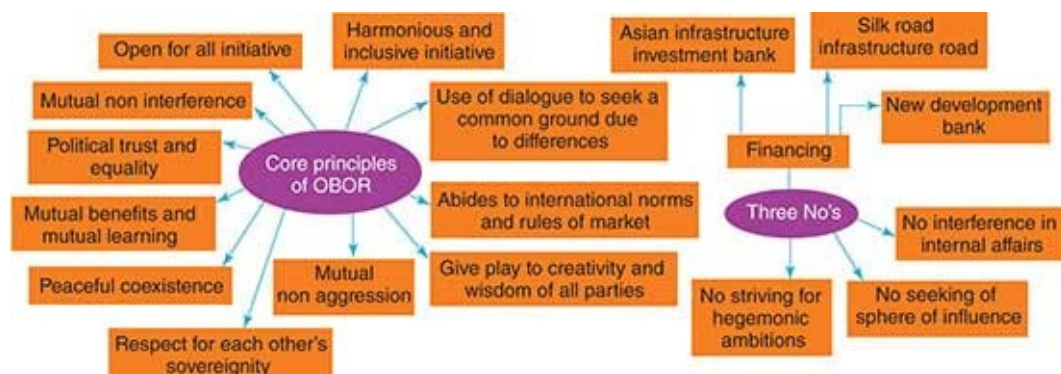 Open for all initiative
Harmonious and
inclusive initiative
Mutual non interference
Use of dialogue to seek a
common ground due
to differences
Political trust and
equality
Core principles
of OBOR
Mutual benefits and
mutual learning
Abides to international norms
and rules of market
Peaceful coexistence
Mutual
non aggression
Give play to creativity and
wisdom of all parties
Respect for each other's
sovereignity
Asian infrastructure
investment bank
Silk road
infrastructure road
New development
bank
Financing
Three No's
No interference in
internal affairs
No striving for
hegemonic
ambitions
No seeking of
sphere of influence